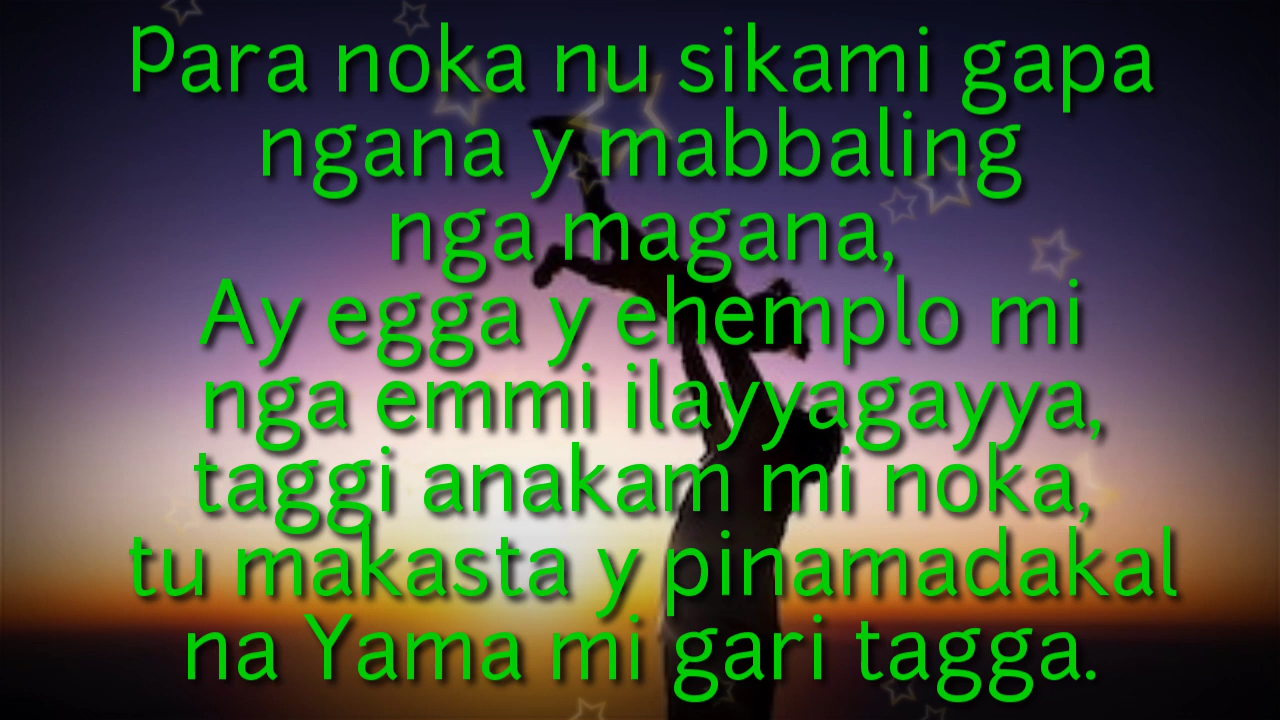 Para noka nu sikami gapa
ngana y mabbaling
nga magana,
Ay egga y ehemplo mi
nga emmi ilayyagayya,
taggi anakam mi noka,
tu makasta y pinamadakal
na Yama mi gari tagga.